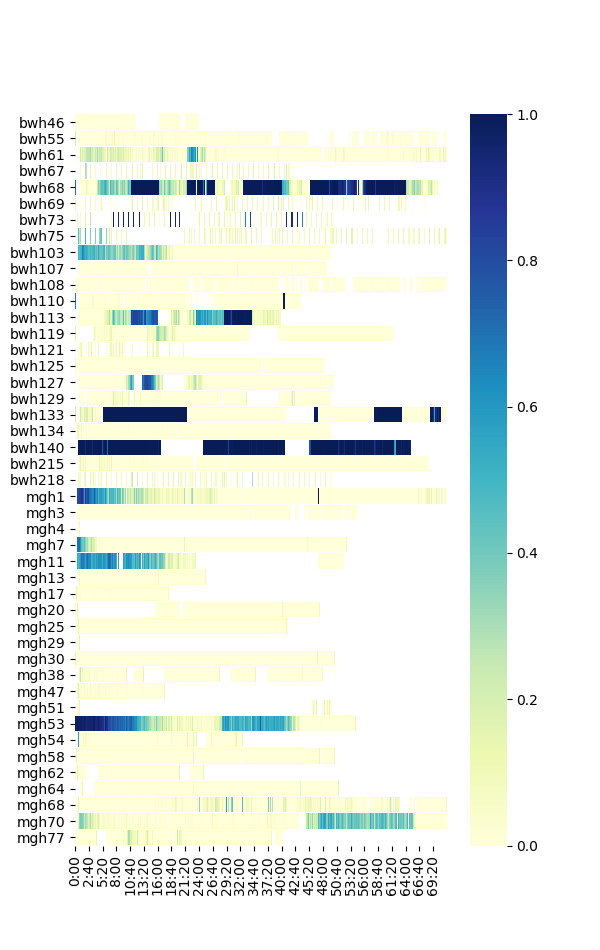 bwh46
bwh55
bwh61
bwh67
bwh68
bwh69
bwh73
bwh75
bwh103
bwh107
bwh108
bwh110
bwh113
bwh119
bwh121
bwh125
bwh127
bwh129
bwh133
bwh134
bwh140
bwh215
bwh218
mgh1
mgh3
mgh4
mgh7
mgh11
mgh13
mgh17
mgh20
mgh25
mgh29
mgh30
mgh38
mgh47
mgh51
mgh53
mgh54
mgh58
mgh62
mgh64
mgh68
mgh70
mgh77
0:00
2:40
5:20
8:00
10:40
13:20
16:00
18:40
21:20
24:00
26:40
29:20
32:00
34:40
37:20
40:00
42:40
45:20
48:00
50:40
53:20
56:00
58:40
61:20
64:00
66:40
69:20
1.0
0.8
0.6
0.4
0.2
0.0